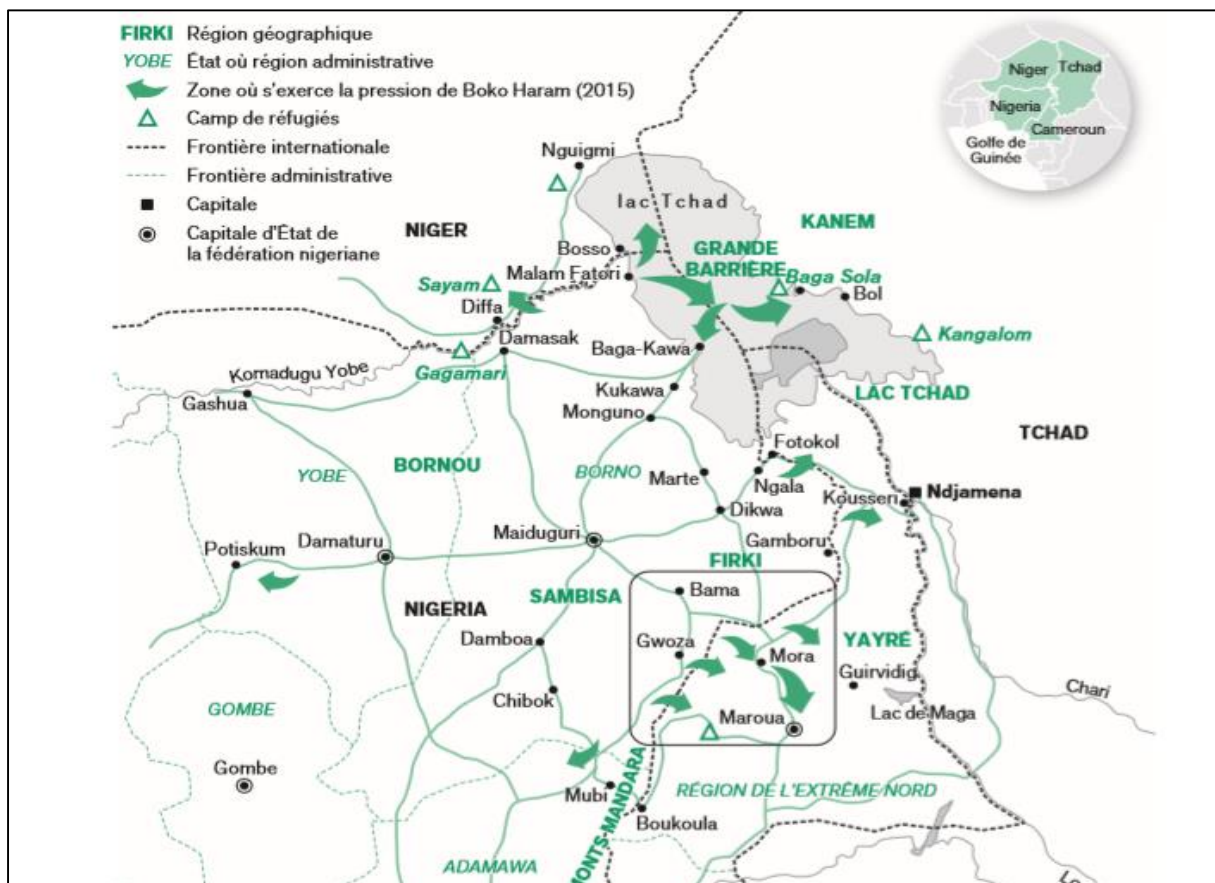 FIRKI Région géographique
YOBE État où région administrative
Zone où s'exerce la pression de Boko Haram (2015)
Camp de réfugiés
Frontière internationale
Frontière administrative
Capitale
Capitale d'État de
la fédération nigeriane
Niger
Tchad
Nigeria
Cameroun
Golfe de
Guinée
Nguigmi
lac Tchad
NIGER
KANEM
Bosso
GRANDE
BARRIÈRE
Malam Fatori
Baga Sola
Sayam
Bol
Diffa
Damasak
Baga-Kawa
Kangalom
Gagamari
Komadugu Yobe
Kukawa
LAC TCHAD
Gashua
Monguno
TCHAD
Fotokol
BORNOU
BORNO
YOBE
Marte
Ngala
Kousseri
Ndjamena
Dikwa
Maiduguri
Damaturu
Gamboru
Potiskum
FIRKI
Bama
NIGERIA
SAMBISA
Damboa
Gwoza
YAYRÉ
Mora
Guirvidig
Chibok
Chari
GOMBE
Maroua
Lac de Maga
Gombe
Mubi
RÉGION DE L'EXTRÊME-NORD
Boukoula
MONTS MANDARA
ADAMAWA